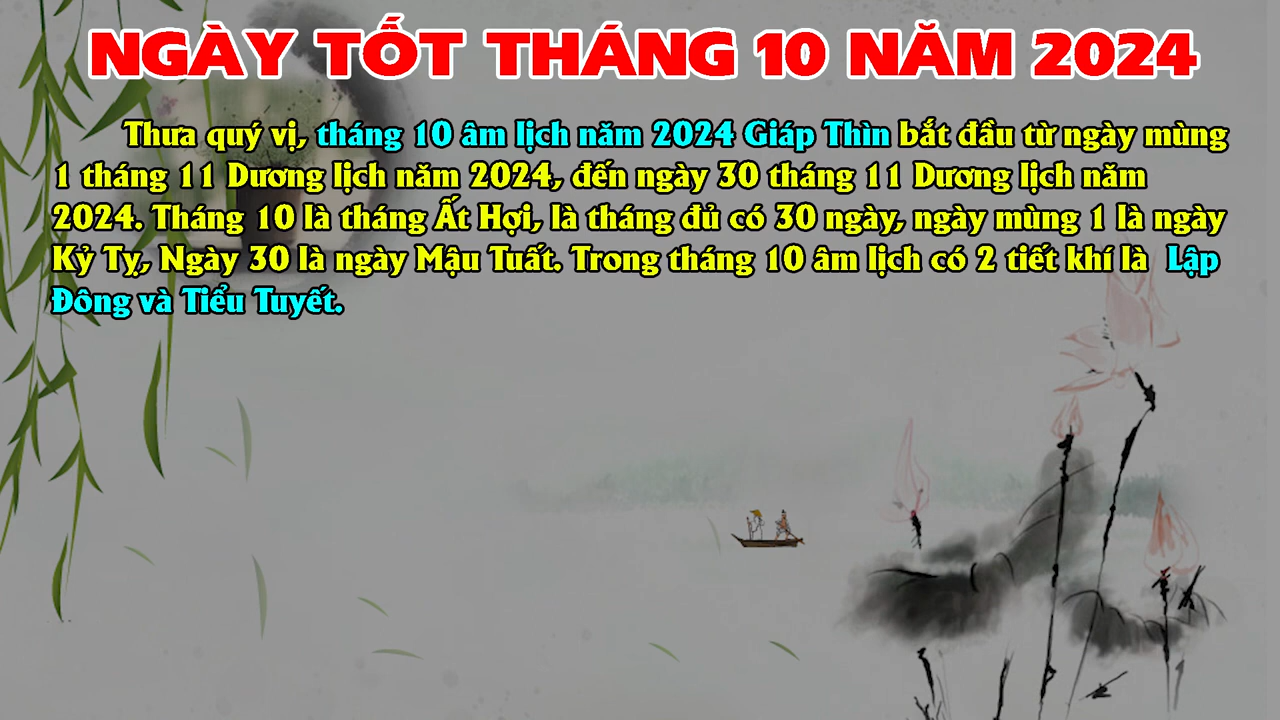 NGÀY TỐT THÁNG 10 NĂM 2024
Thưa quý vị, tháng 10 âm lịch năm 2024 Giáp Thìn bắt đầu từ ngày mùng
1 tháng 11 Dương lịch năm 2024, đến ngày 30 tháng 11 Dương lịch năm
2024. Tháng 10 là tháng Ất Hợi, là tháng đủ có 30 ngày, ngày mùng 1 là ngày
Kỷ Tỵ, Ngày 30 là ngày Mậu Tuất. Trong tháng 10 âm lịch có 2 tiết khí là Lập
Đông và Tiểu Tuyết.